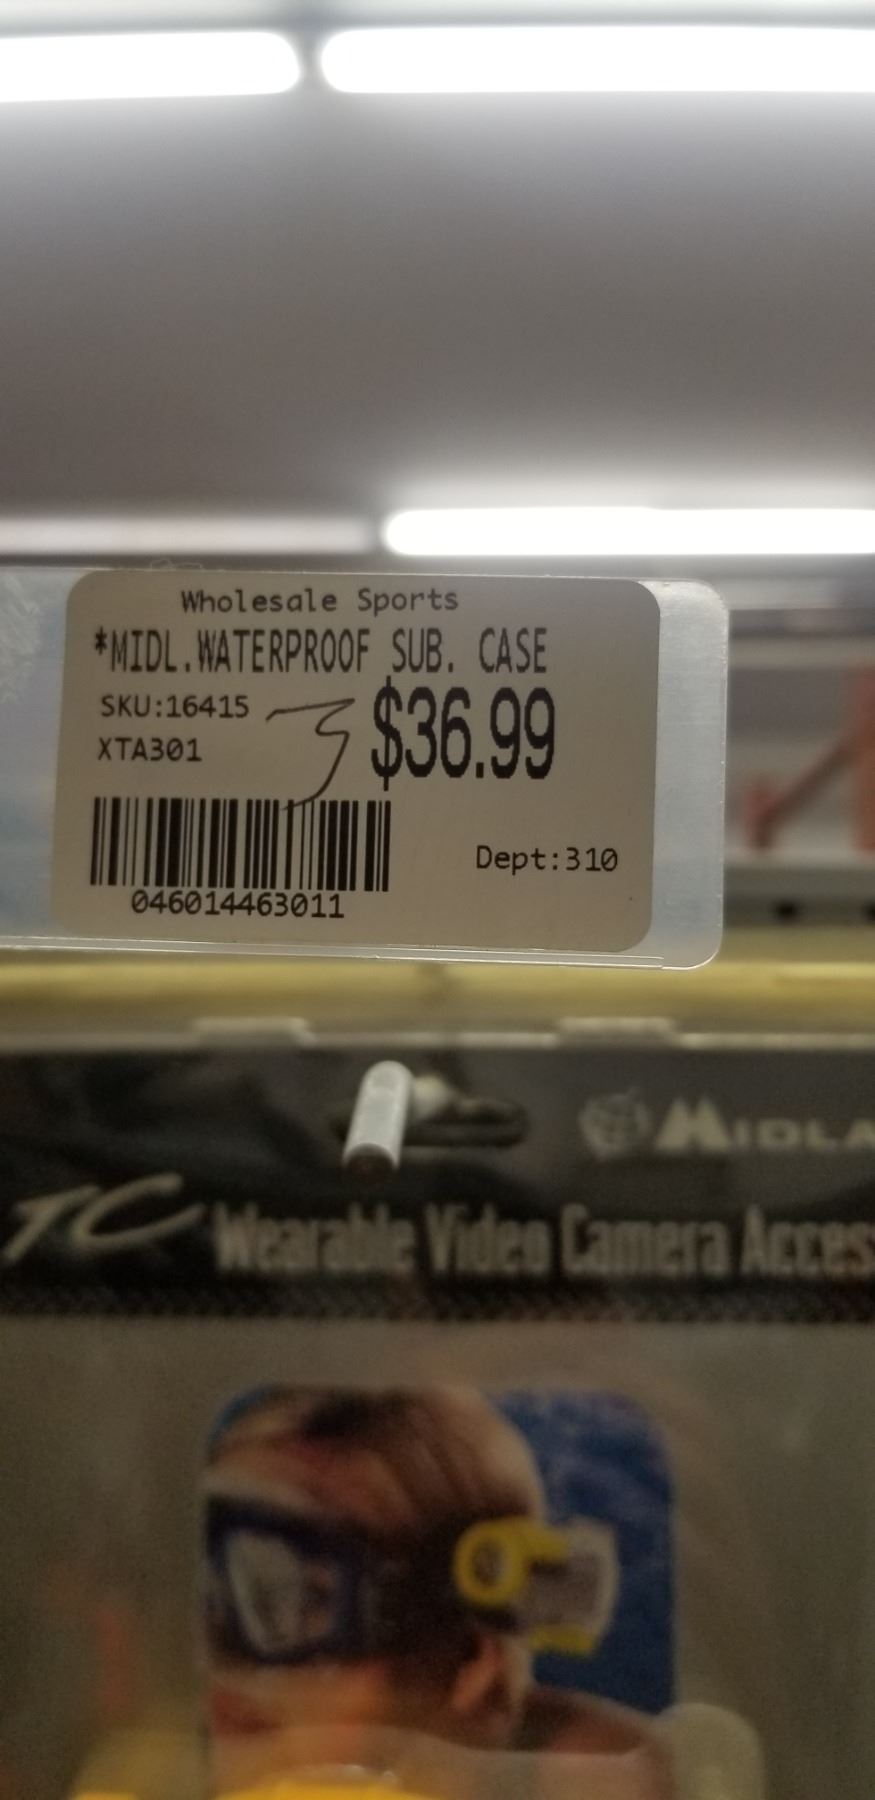 Wholesale Sports
*MIDL.WATERPROOF SUB. CASE
SKU:16415
XTA301
3
$36.99
046014463011
Dept:310
MIDLA
TC Wearable Video Camera Acces